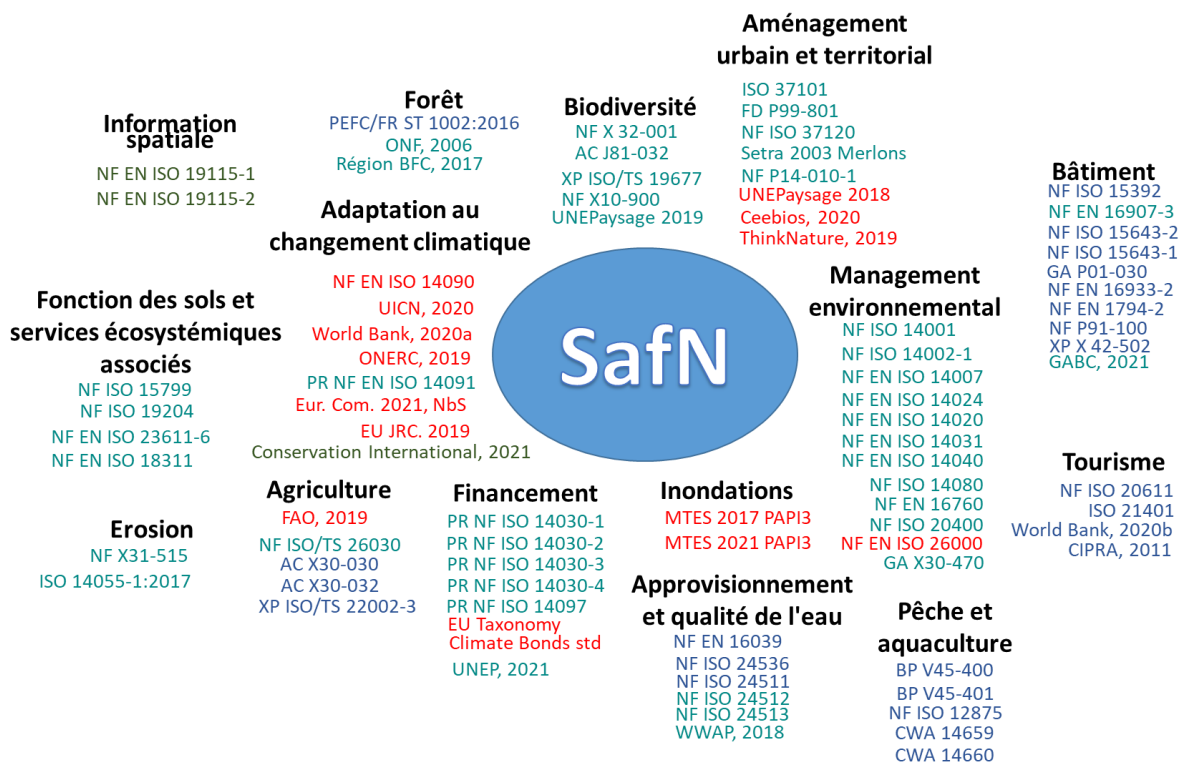 Aménagement
urbain et territorial
ISO 37101
FD P99-801
NF ISO 37120
Setra 2003 Merlons
NF P14-010-1
UNEPaysage 2018
Ceebios, 2020
ThinkNature, 2019
Forêt
PEFC/FR ST 1002:2016
ONF, 2006
Région BFC, 2017
Biodiversité
NF X 32-001
AC J81-032
XP ISO/TS 19677
NF X10-900
UNEPaysage 2019
Information
spatiale
NF EN ISO 19115-1
NF EN ISO 19115-2
Bâtiment
NF ISO 15392
NF EN 16907-3
NF ISO 15643-2
NF ISO 15643-1
GA P01-030
NF EN 16933-2
NF EN 1794-2
NF P91-100
XP X 42-502
GABC, 2021
Adaptation au
changement climatique
NF EN ISO 14090
UICN, 2020
World Bank, 2020a
ONERC, 2019
PR NF EN ISO 14091
Eur. Com. 2021, NbS
EU JRC. 2019
Conservation International, 2021
SafN
Management
environnemental
NF ISO 14001
NF ISO 14002-1
NF EN ISO 14007
NF EN ISO 14024
NF EN ISO 14020
NF EN ISO 14031
NF EN ISO 14040
NF ISO 14080
NF EN 16760
NF ISO 20400
NF EN ISO 26000
GA X30-470
Fonction des sols et
services écosystémiques
associés
NF ISO 15799
NF ISO 19204
NF EN ISO 23611-6
NF EN ISO 18311
Tourisme
NF ISO 20611
ISO 21401
World Bank, 2020b
CIPRA, 2011
Erosion
NF X31-515
ISO 14055-1:2017
Agriculture
FAO, 2019
NF ISO/TS 26030
AC X30-030
AC X30-032
XP ISO/TS 22002-3
Financement
PR NF ISO 14030-1
PR NF ISO 14030-2
PR NF ISO 14030-3
PR NF ISO 14030-4
PR NF ISO 14097
EU Taxonomy
Climate Bonds std
UNEP, 2021
Inondations
MTES 2017 PAPI3
MTES 2021 PAPI3
Approvisionnement
et qualité de l'eau
NF EN 16039
NF ISO 24536
NF ISO 24511
NF ISO 24512
NF ISO 24513
WWAP, 2018
Pêche et
aquaculture
BP V45-400
BP V45-401
NF ISO 12875
CWA 14659
CWA 14660